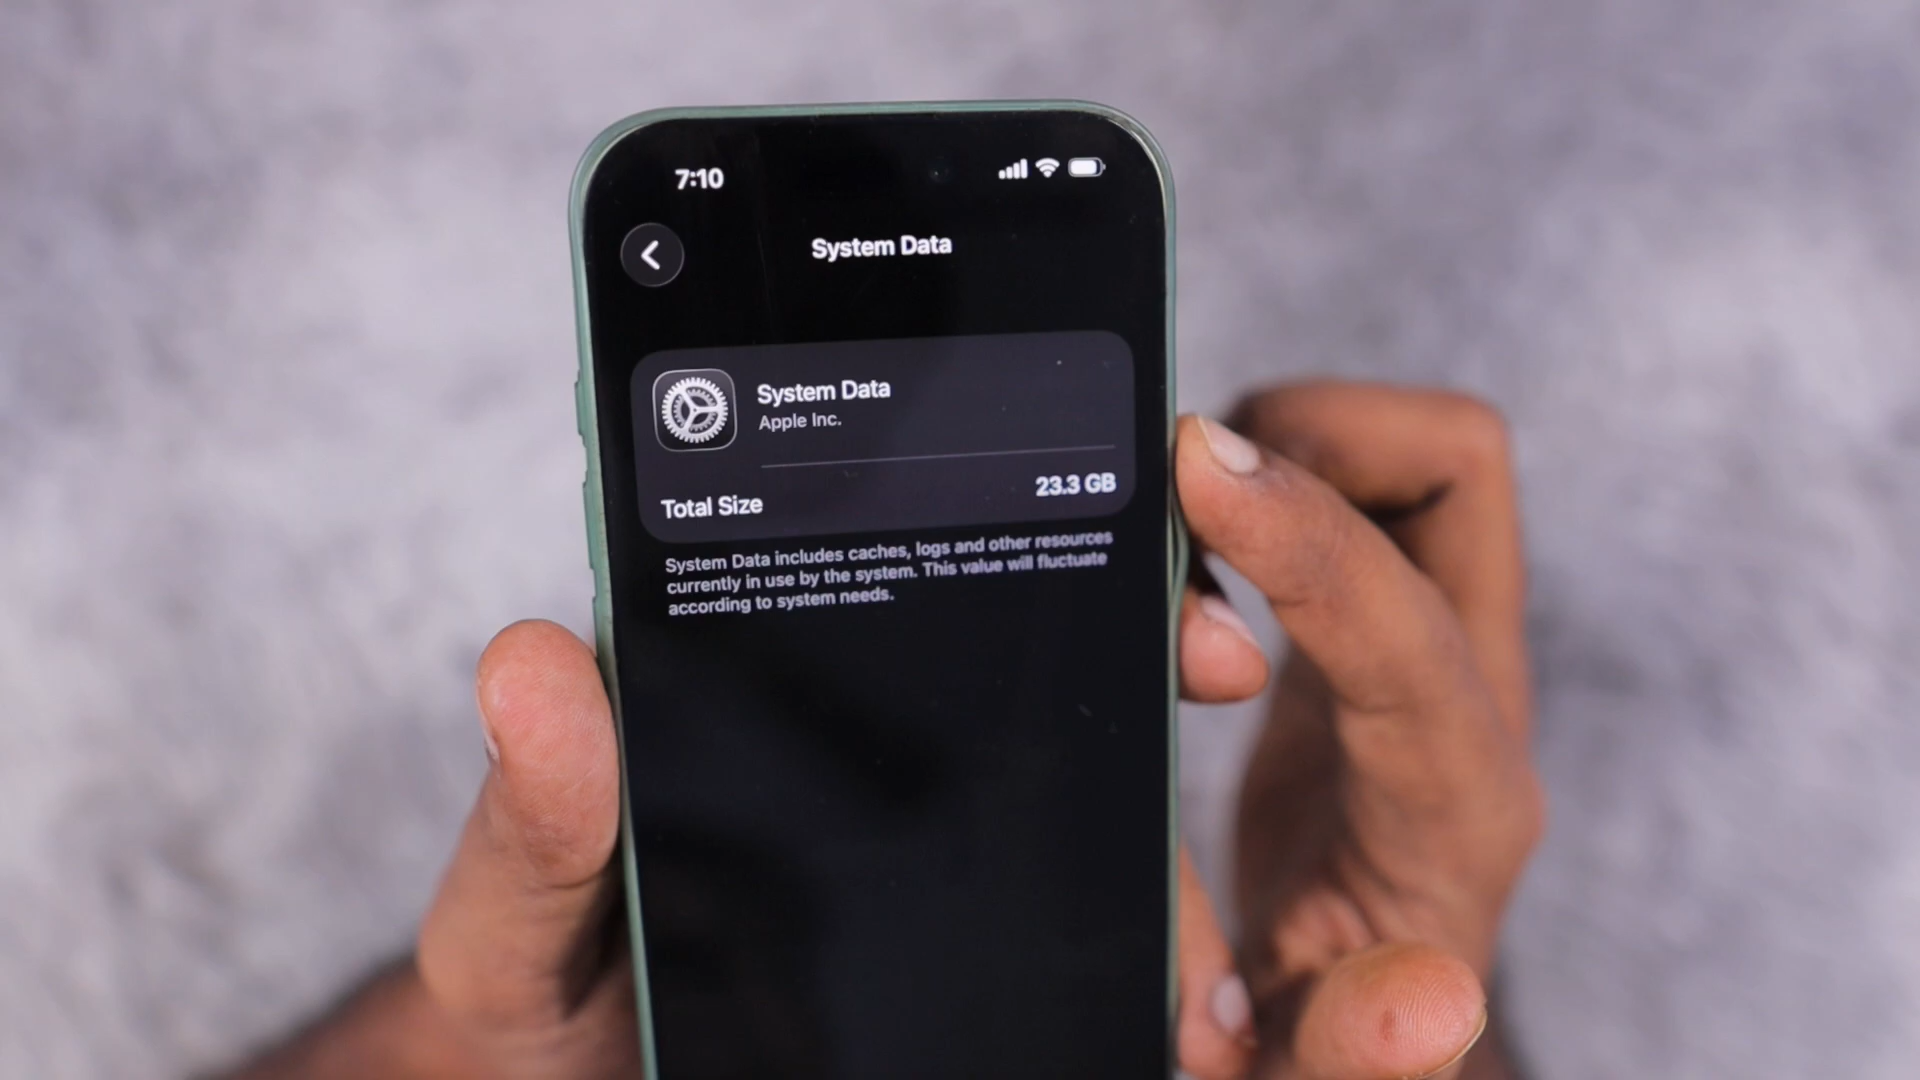 7:10
System Data
System Data
Apple Inc.
Total Size 23.3 GB
System Data includes caches, logs and other resources
currently in use by the system. This value will fluctuate
according to system needs.